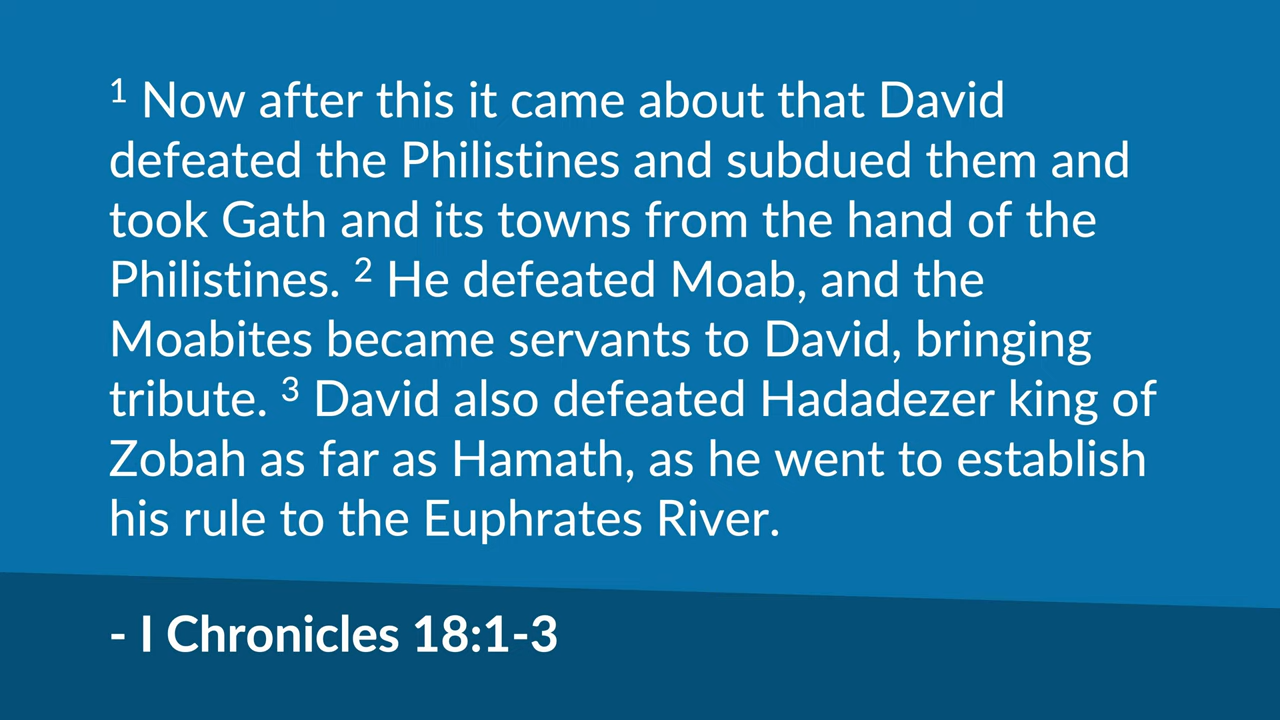 1 Now after this it came about that David
defeated the Philistines and subdued them and
took Gath and its towns from the hand of the
Philistines. 2 He defeated Moab, and the
Moabites became servants to David, bringing
tribute. 3 David also defeated Hadadezer king of
Zobah as far as Hamath, as he went to establish
his rule to the Euphrates River.
- I Chronicles 18:1-3